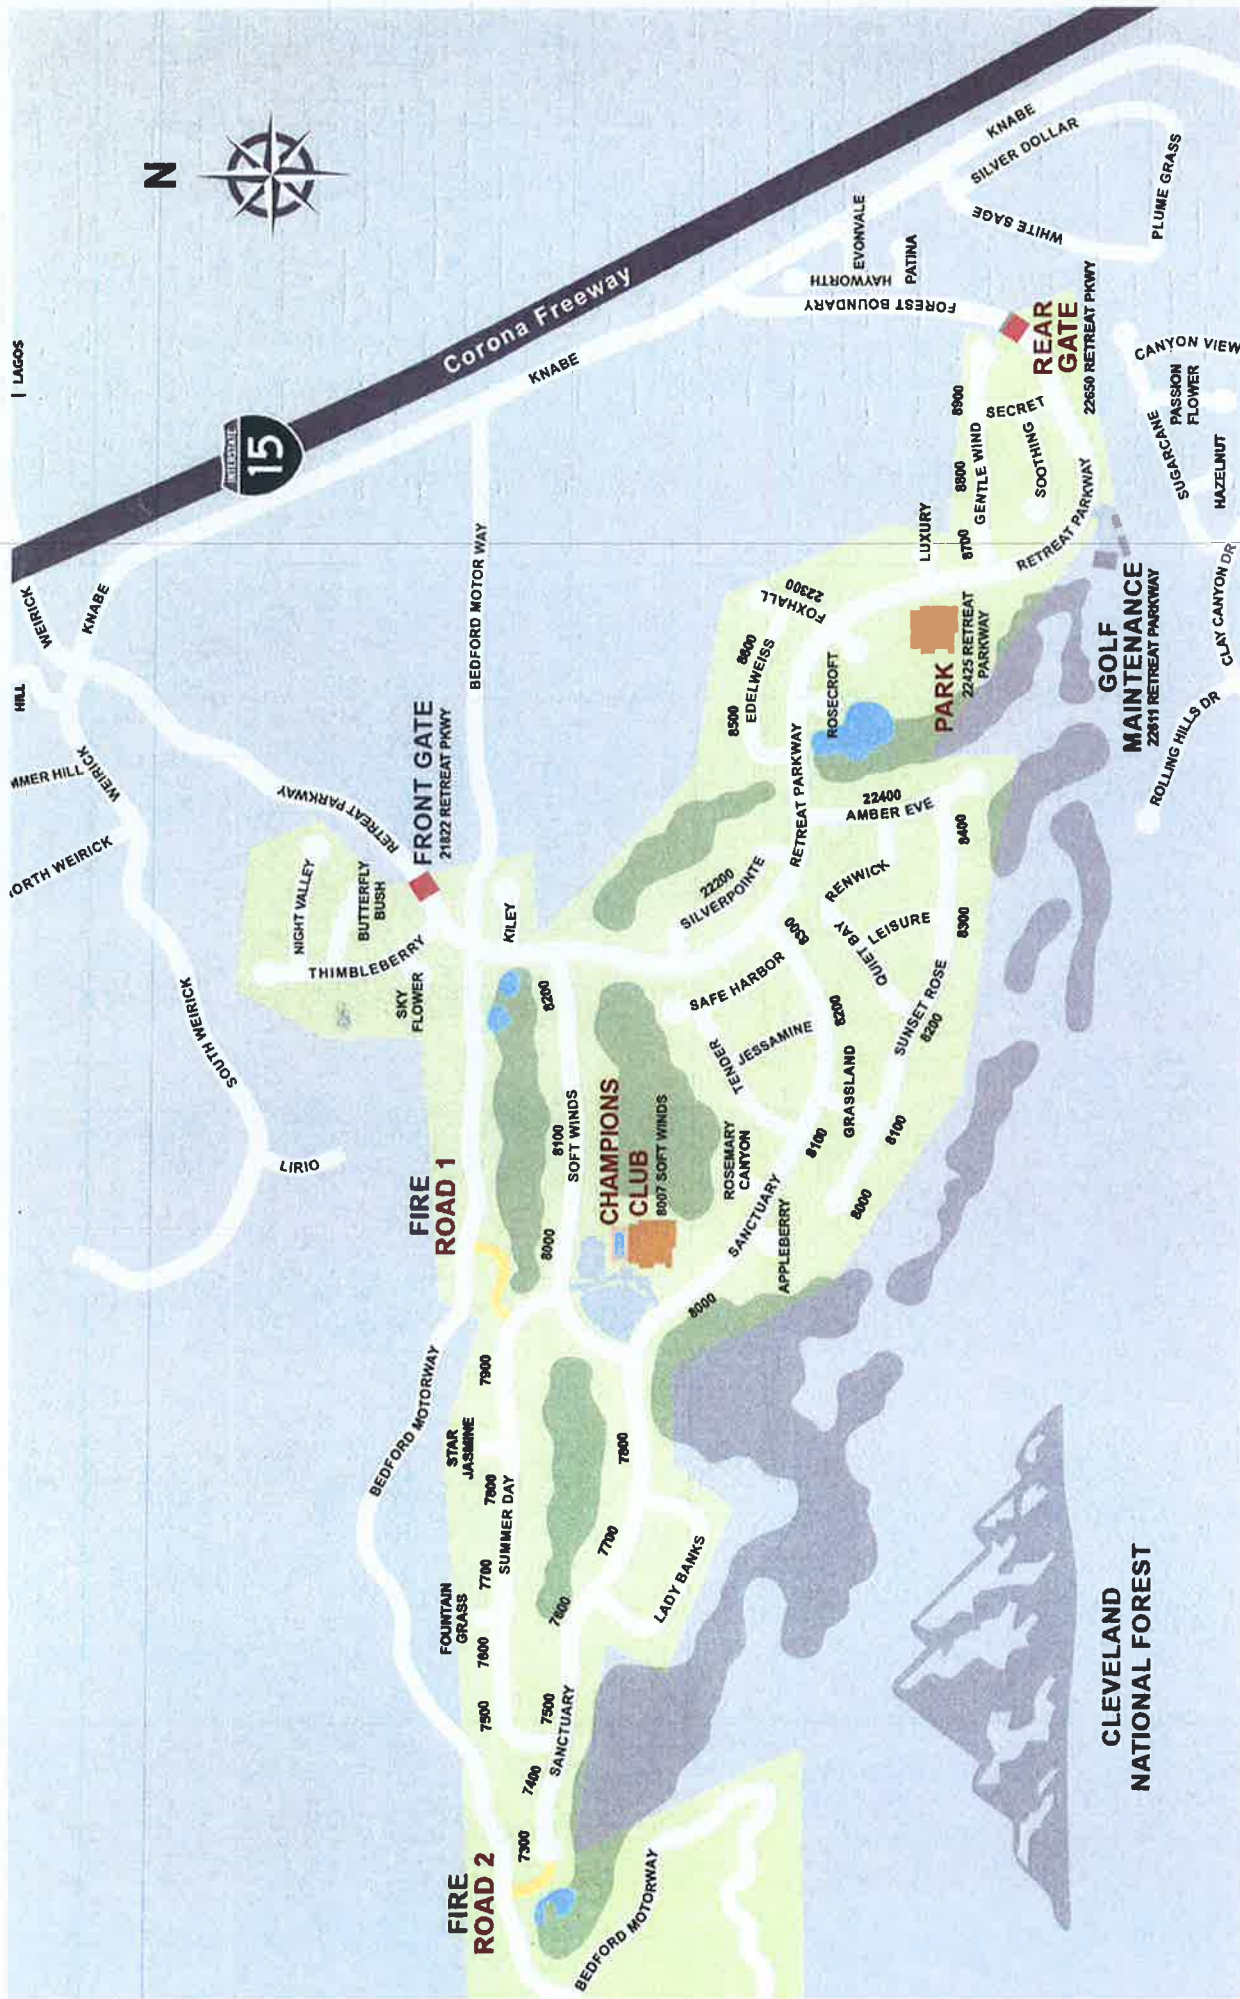 LAGOS
N
INTERSTATE
15
Corona Freeway
KNABE
KNABE
SILVER DOLLAR
WHITE SAGE
PLUME GRASS
EVONVALE
HAYWORTH
PATINA
FOREST BOUNDARY
REAR
GATE
22650 RETREAT PKWY
CANYON VIEW
PASSION
FLOWER
SUGARCANE
HAZELNUT
CLAY CANYON DR
ROLLING HILLS DR
WEIRICK
KNABE
HILL
MMER HILL
WEIRICK
ORTH WEIRICK
SOUTH WEIRICK
LIRIO
RETREAT PARKWAY
FRONT GATE
21822 RETREAT PKWY
BEDFORD MOTOR WAY
NIGHT VALLEY
BUTTERFLY
BUSH
THIMBLEBERRY
SKY
FLOWER
KILEY
8900
SECRET
8800
GENTLE WIND
SOOTHING
8700
LUXURY
RETREAT PARKWAY
GOLF
MAINTENANCE
22611 RETREAT PARKWAY
PARK
22425 RETREAT
PARKWAY
22300
FOXHALL
8600
EDELWEISS
8500
ROSECROFT
RETREAT PARKWAY
22400
AMBER EVE
8400
22200
SILVERPOINTE
RENWICK
8300
QUIET BAY
LEISURE
8300
SAFE HARBOR
8200
SUNSET ROSE
8200
TENDER
JESSAMINE
GRASSLAND
8100
8100
8000
ROSEMARY
CANYON
SANCTUARY
APPLEBERRY
8000
8200
8100
SOFT WINDS
8000
CHAMPIONS
CLUB
8007 SOFT WINDS
FIRE
ROAD 1
BEDFORD MOTORWAY
7900
STAR
JASMINE
7800
SUMMER DAY
7700
FOUNTAIN
GRASS
7600
7500
7800
7700
LADY BANKS
7600
7500
SANCTUARY
7400
7300
FIRE
ROAD 2
BEDFORD MOTORWAY
CLEVELAND
NATIONAL FOREST